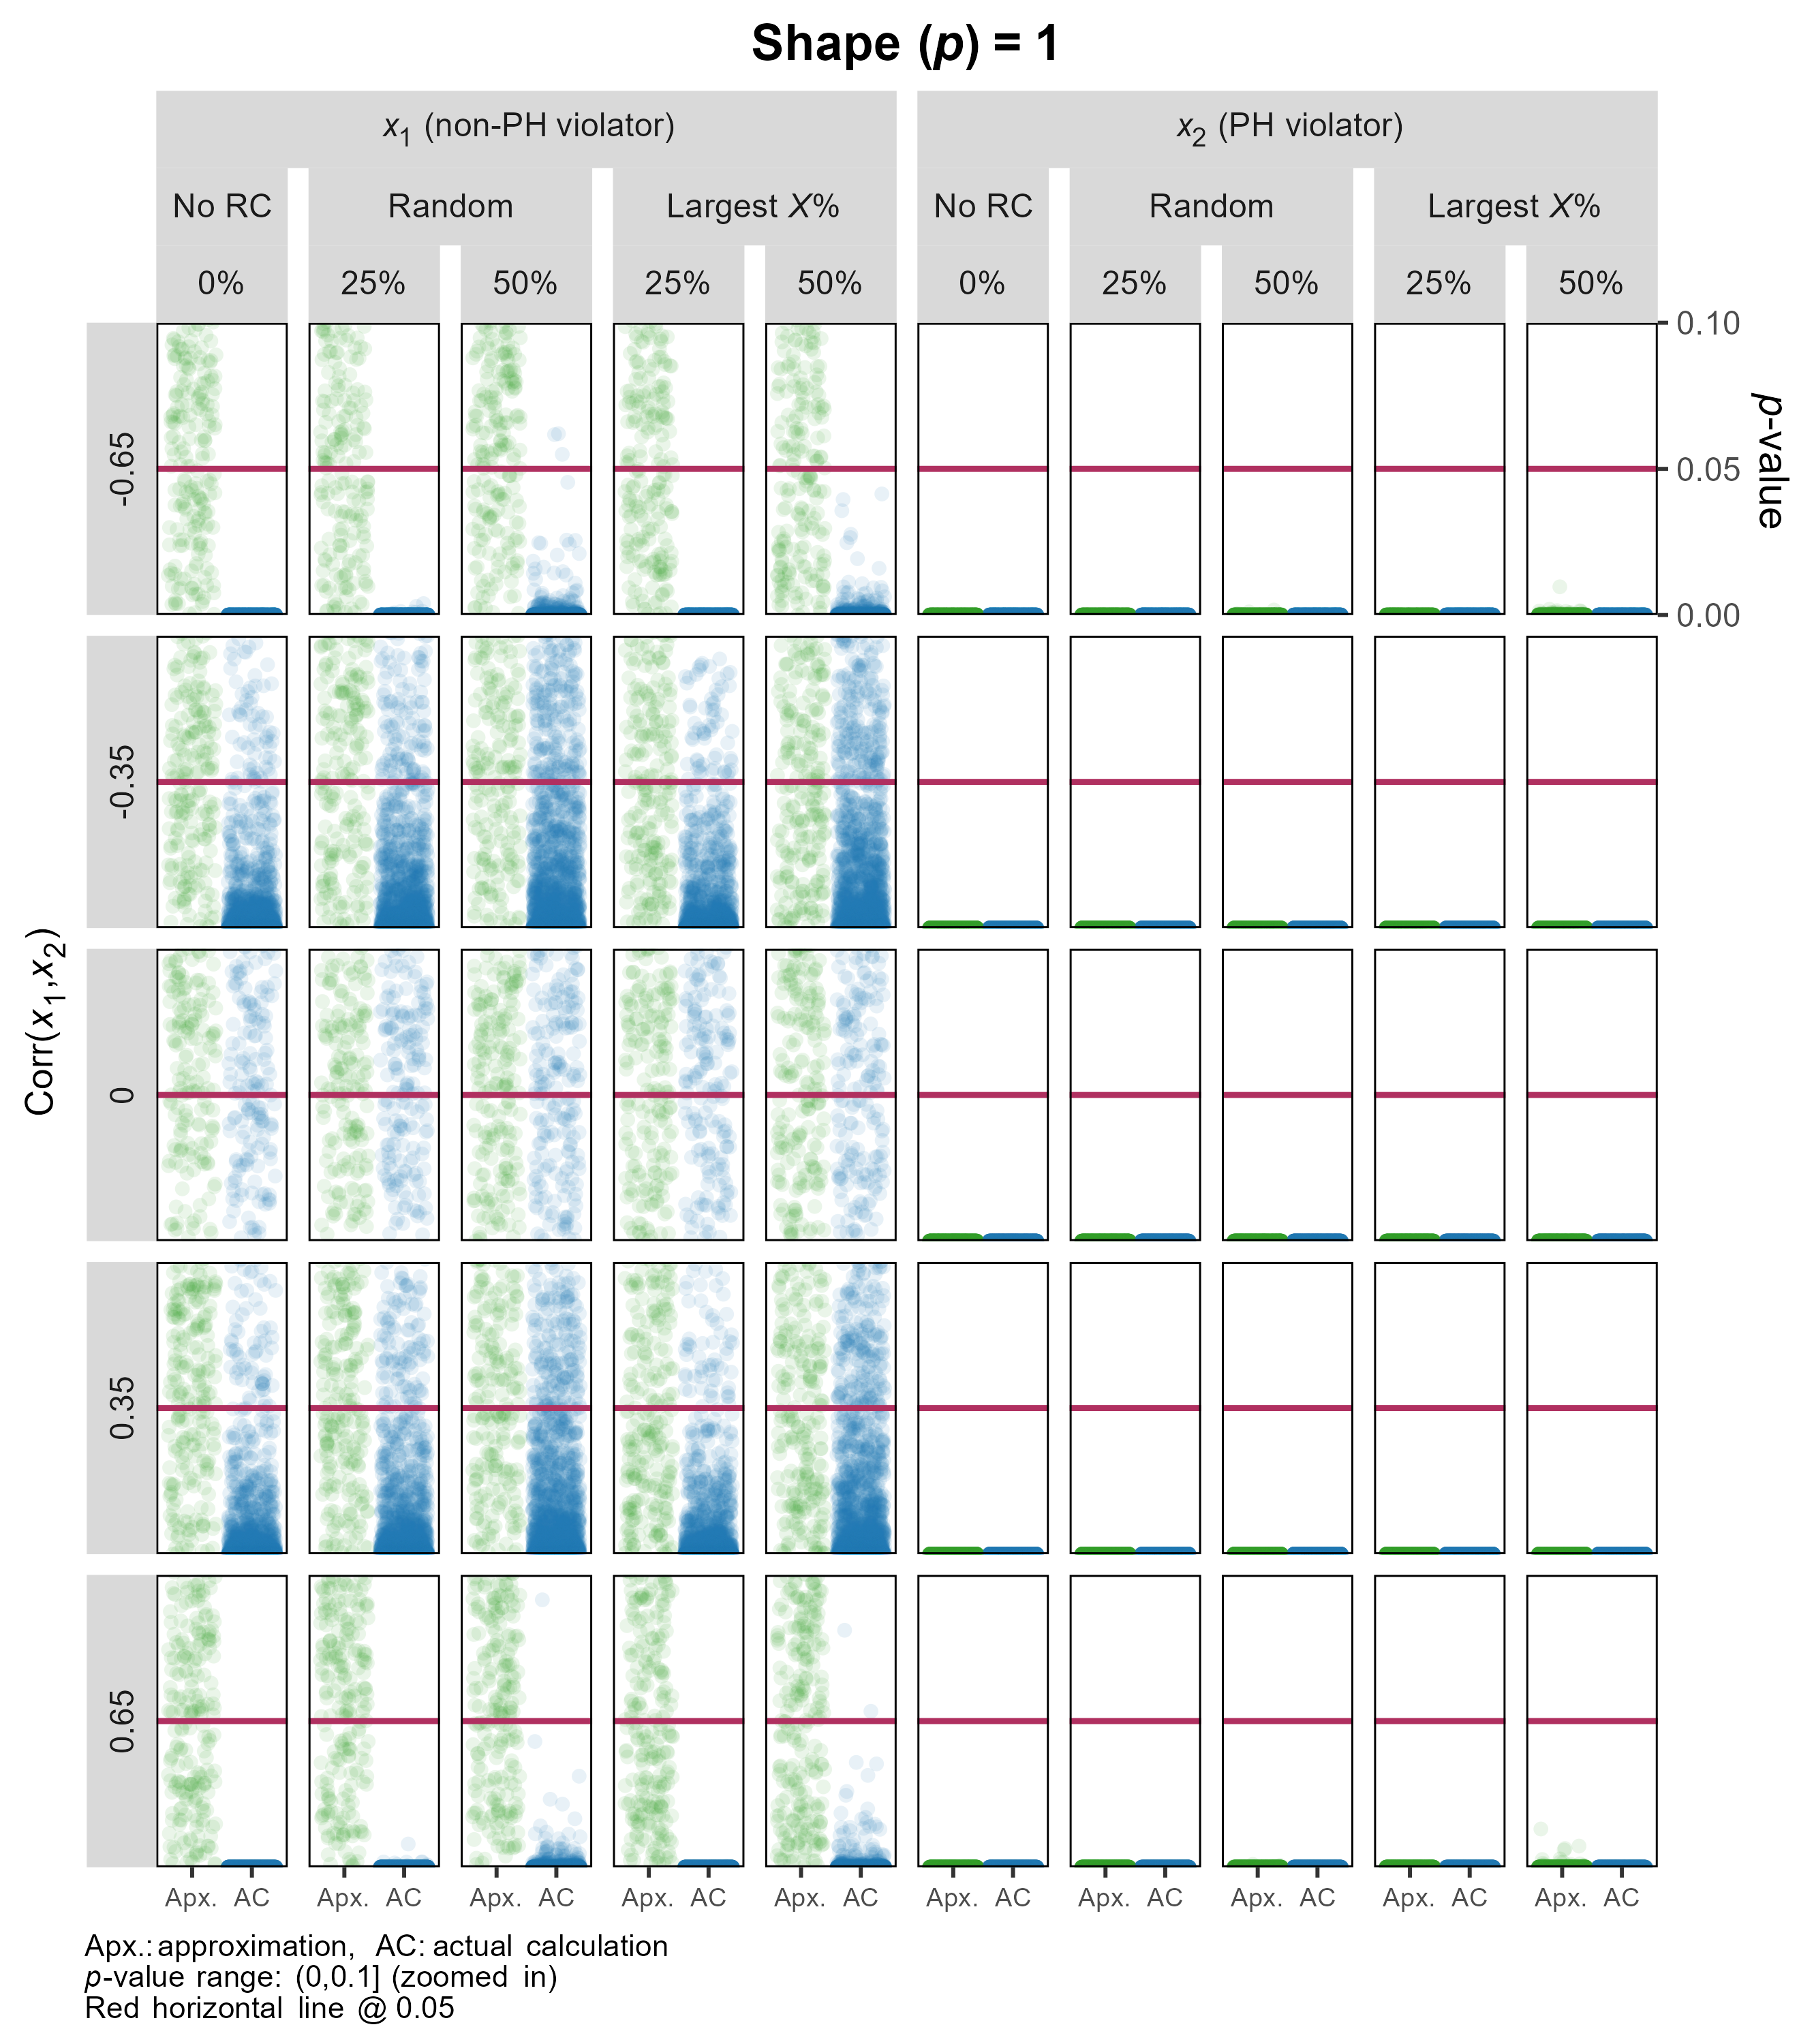 Shape (p) = 1
x1 (non-PH violator) x2 (PH violator)
No RC Random Largest X% No RC Random Largest X%
0% 25% 50% 25% 50% 0% 25% 50% 25% 50%
0.10
0.05
0.00
p-value
Corr(x1,x2)
-0.65
-0.35
0
0.35
0.65
Apx. AC Apx. AC Apx. AC Apx. AC Apx. AC Apx. AC Apx. AC Apx. AC Apx. AC Apx. AC
Apx.: approximation, AC: actual calculation
p-value range: (0,0.1] (zoomed in)
Red horizontal line @ 0.05